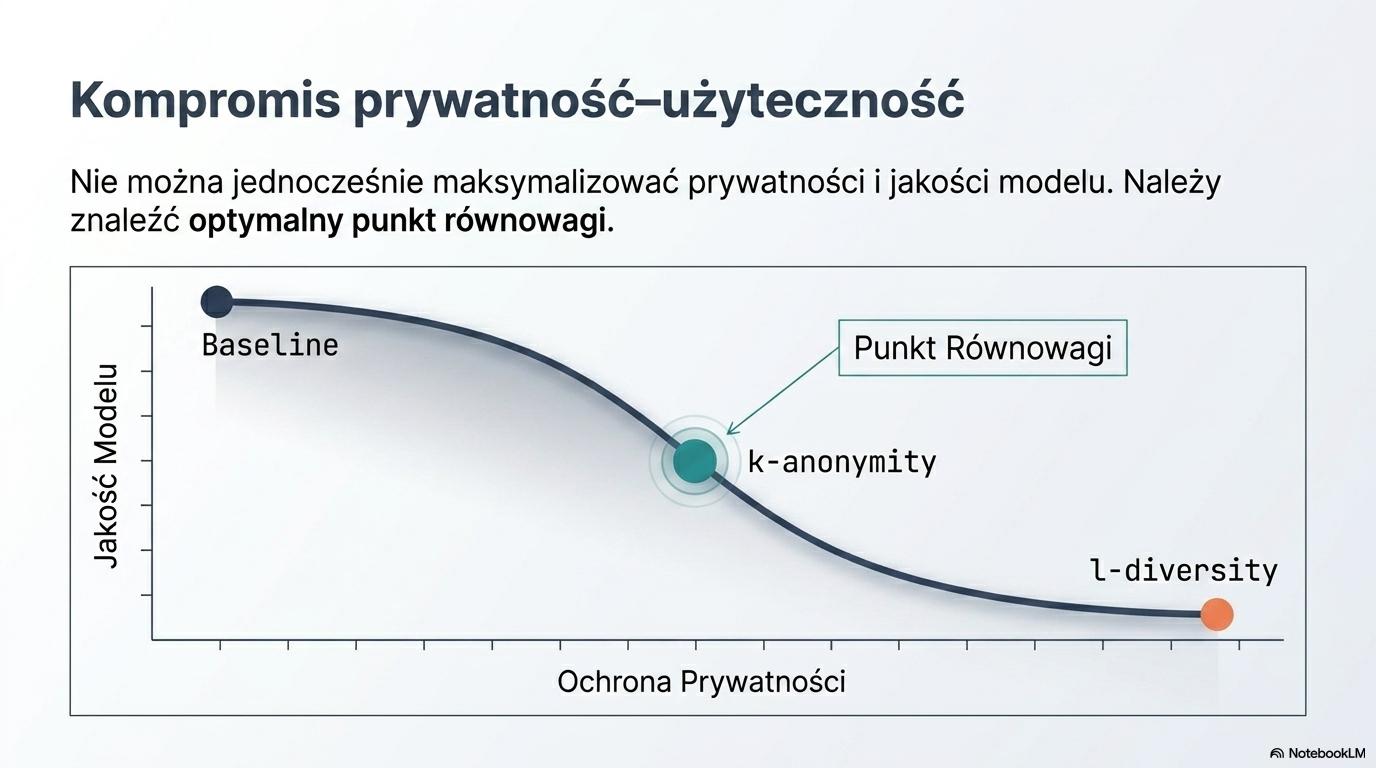 Kompromis prywatność–użyteczność
Nie można jednocześnie maksymalizować prywatności i jakości modelu. Należy
znaleźć optymalny punkt równowagi.
Baseline
Punkt Równowagi
Jakość Modelu
k-anonymity
l-diversity
Ochrona Prywatności
NotebookLM